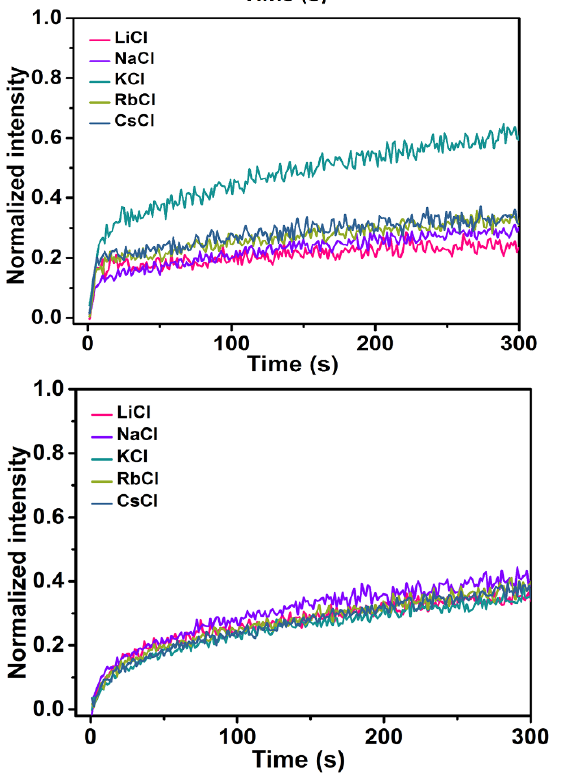 Time (s)
1.0
LiCl
NaCl
KCl
RbCl
CsCl
0.8
0.6
0.4
0.2
0.0
Normalized intensity
0 100 200 300
Time (s)
1.0
LiCl
NaCl
KCl
RbCl
CsCl
0.8
0.6
0.4
0.2
0.0
Normalized intensity
0 100 200 300
Time (s)